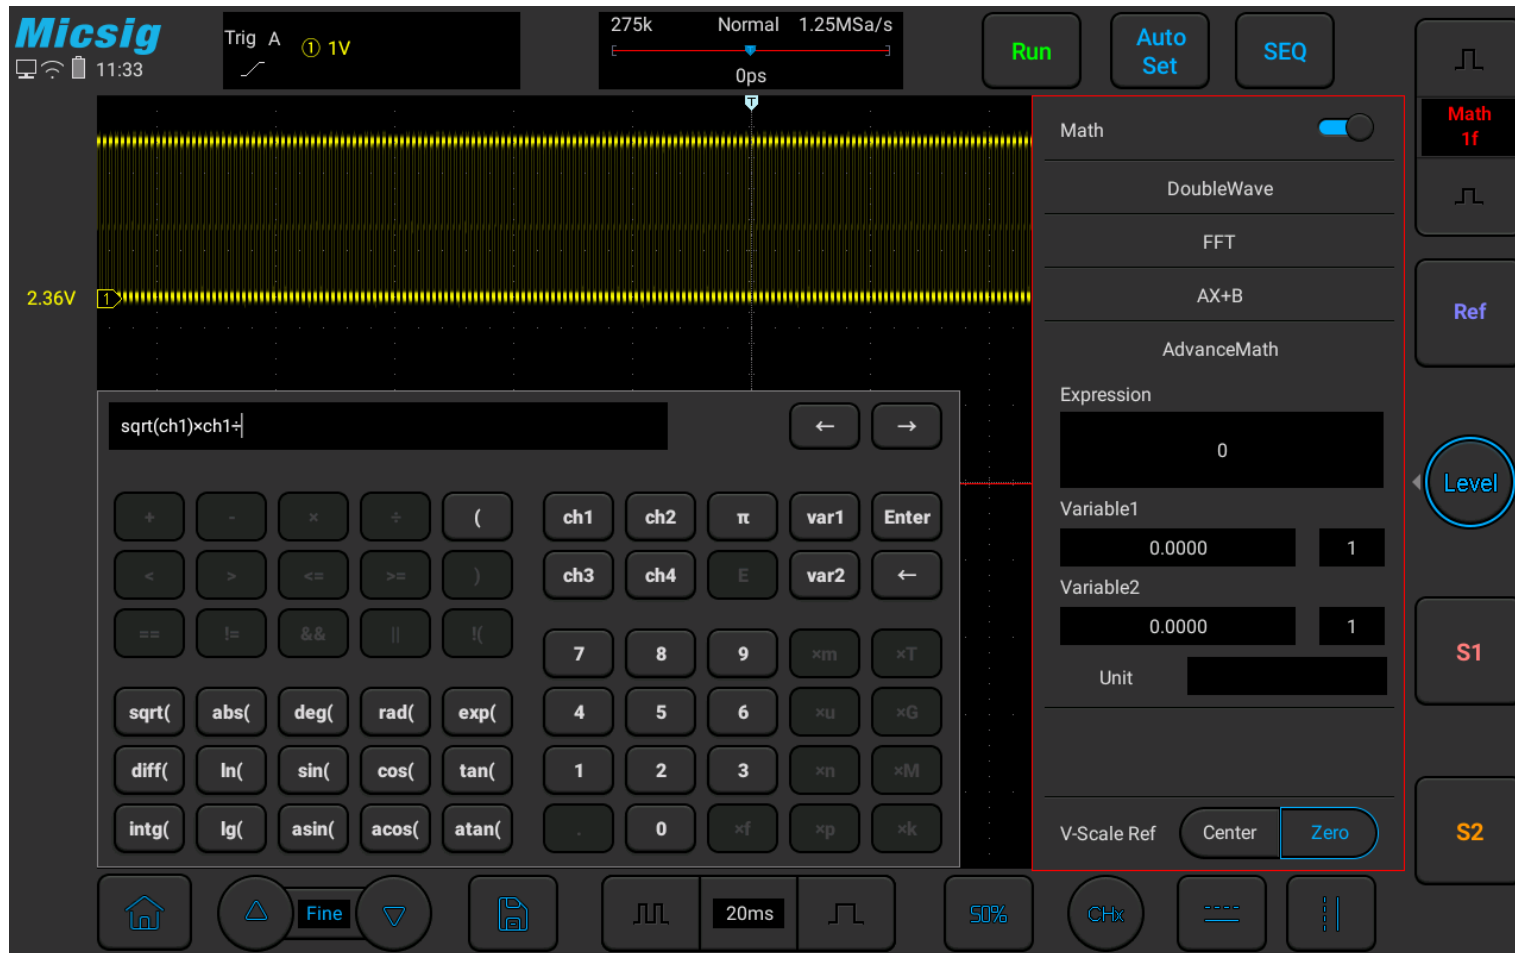 Micsig
11:33
Trig A ① 1V
275k Normal 1.25MSa/s
0ps
Run
Auto Set
SEQ
Math 1f
T
2.36V
1
Math
DoubleWave
FFT
AX+B
AdvanceMath
Expression
0
Variable1
0.0000 1
Variable2
0.0000 1
Unit
V-Scale Ref Center Zero
Ref
Level
S1
S2
sqrt(ch1)×ch1÷
← →
+ - × ÷ ( ch1 ch2 π var1 Enter
< > <= >= ) ch3 ch4 E var2 ←
== != && || !(
7 8 9 ×m ×T
sqrt( abs( deg( rad( exp( 4 5 6 ×u ×G
diff( ln( sin( cos( tan( 1 2 3 ×n ×M
intg( lg( asin( acos( atan( . 0 ×f ×p ×k
Fine
20ms
50%
CHx